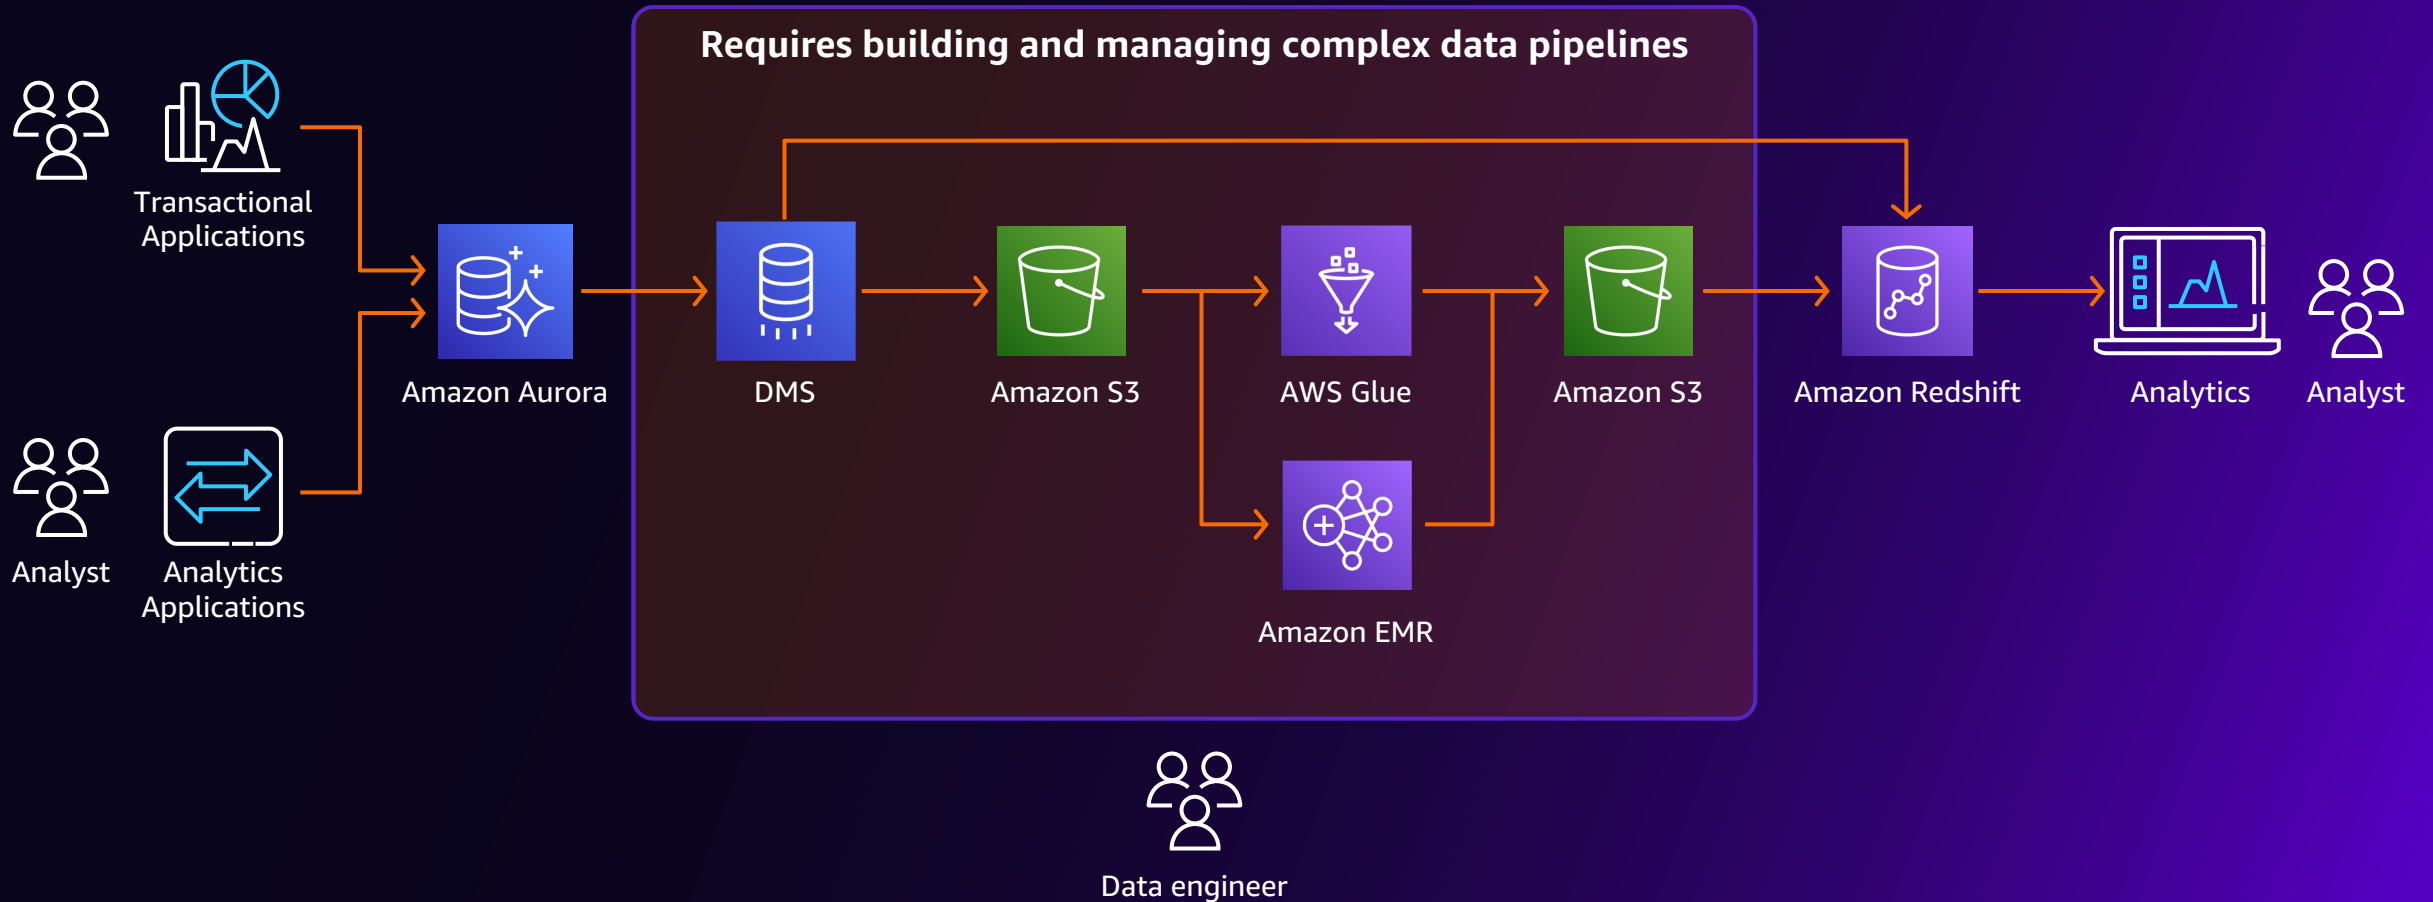 Requires building and managing complex data pipelines
Transactional
Applications
Amazon Aurora
DMS
Amazon S3
AWS Glue
Amazon S3
Amazon Redshift
Analytics
Analyst
Analyst
Analytics
Applications
Amazon EMR
Data engineer